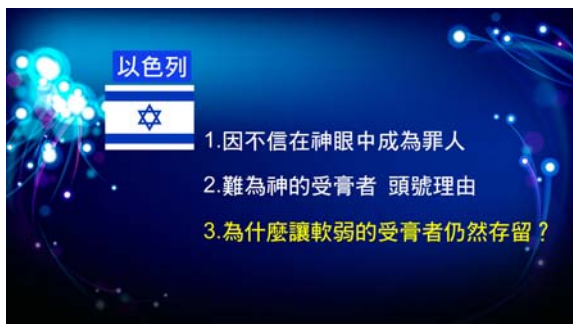 以色列
1.因不信在神眼中成為罪人
2.難為神的受膏者 頭號理由
3.為什麼讓軟弱的受膏者仍然存留？